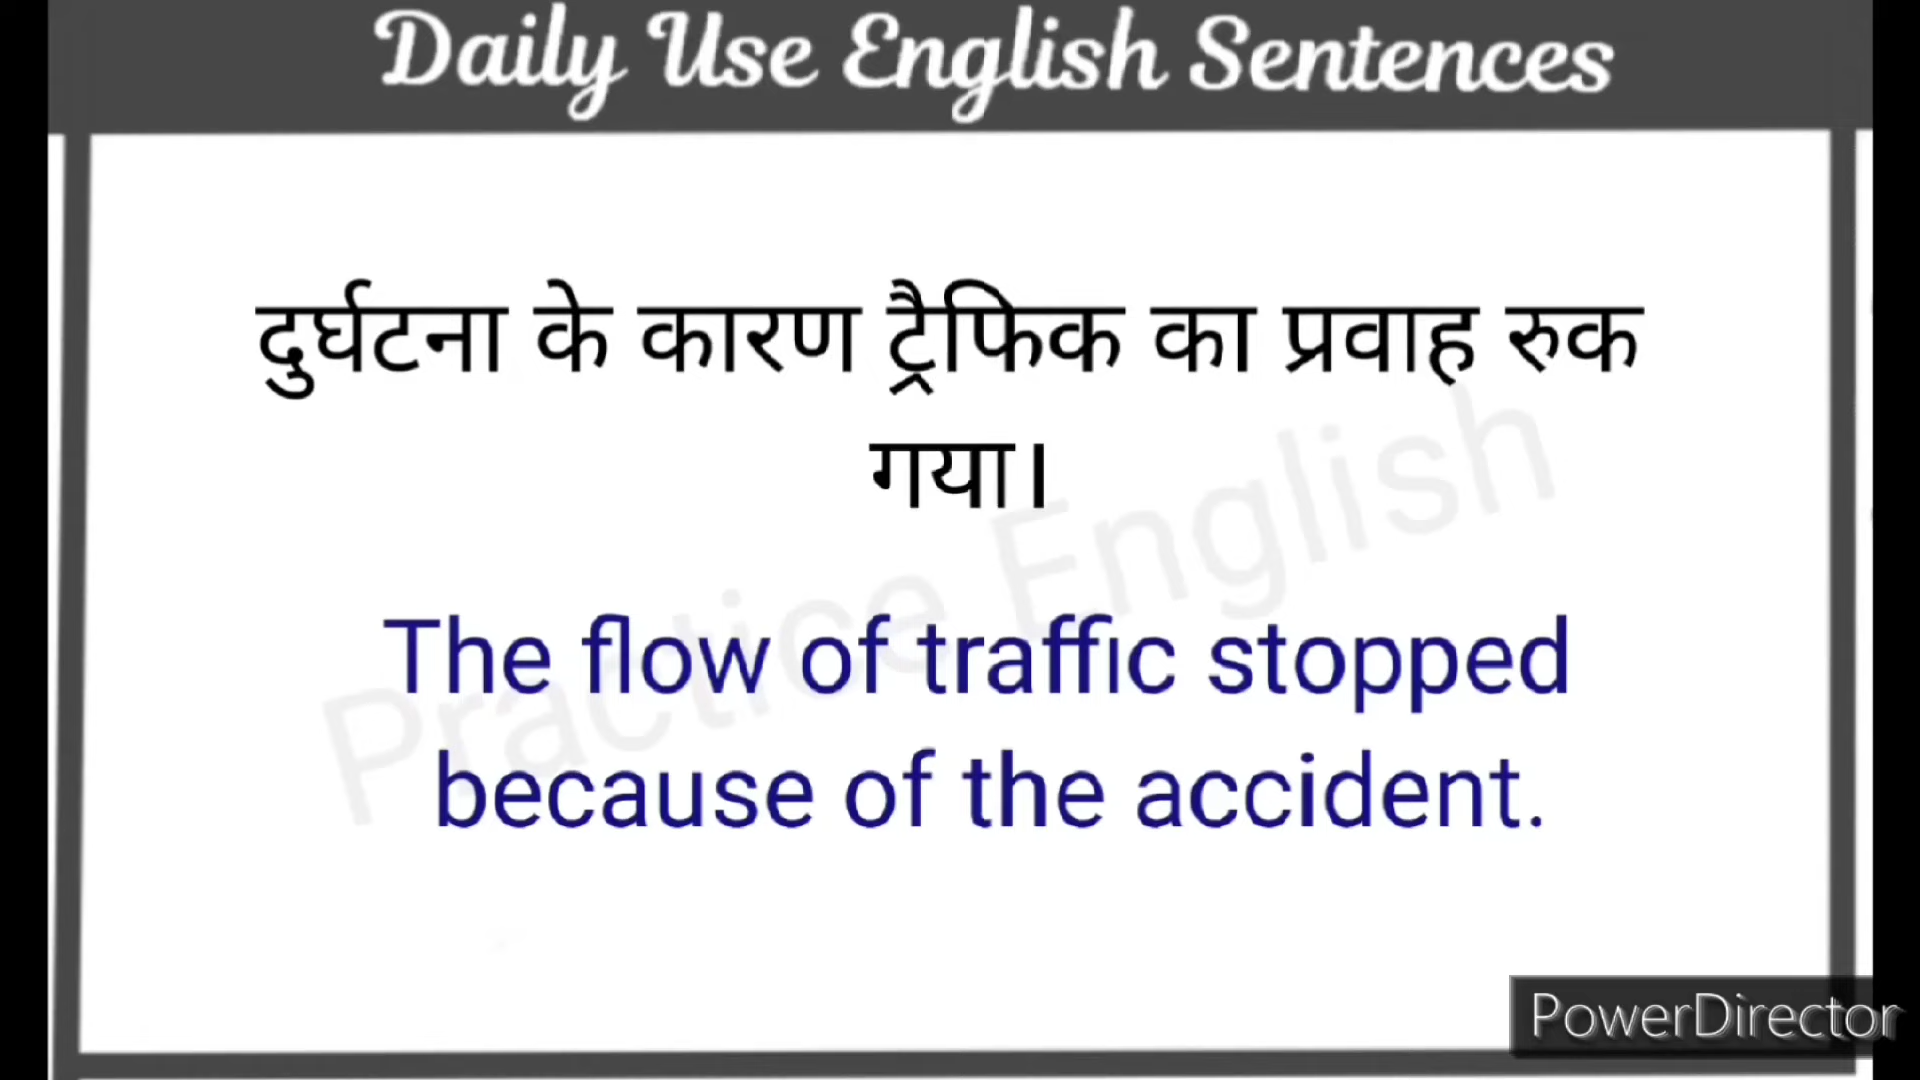 Daily Use English Sentences
दुर्घटना के कारण ट्रैफिक का प्रवाह रुक
गया।
Practice English
The flow of traffic stopped
because of the accident.
PowerDirector